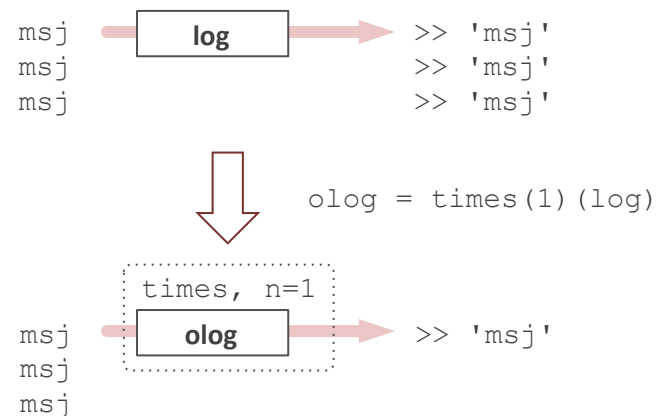 msj log >> 'msj'
msj >> 'msj'
msj >> 'msj'
olog = times(1)(log)
times, n=1
msj olog >> 'msj'
msj
msj